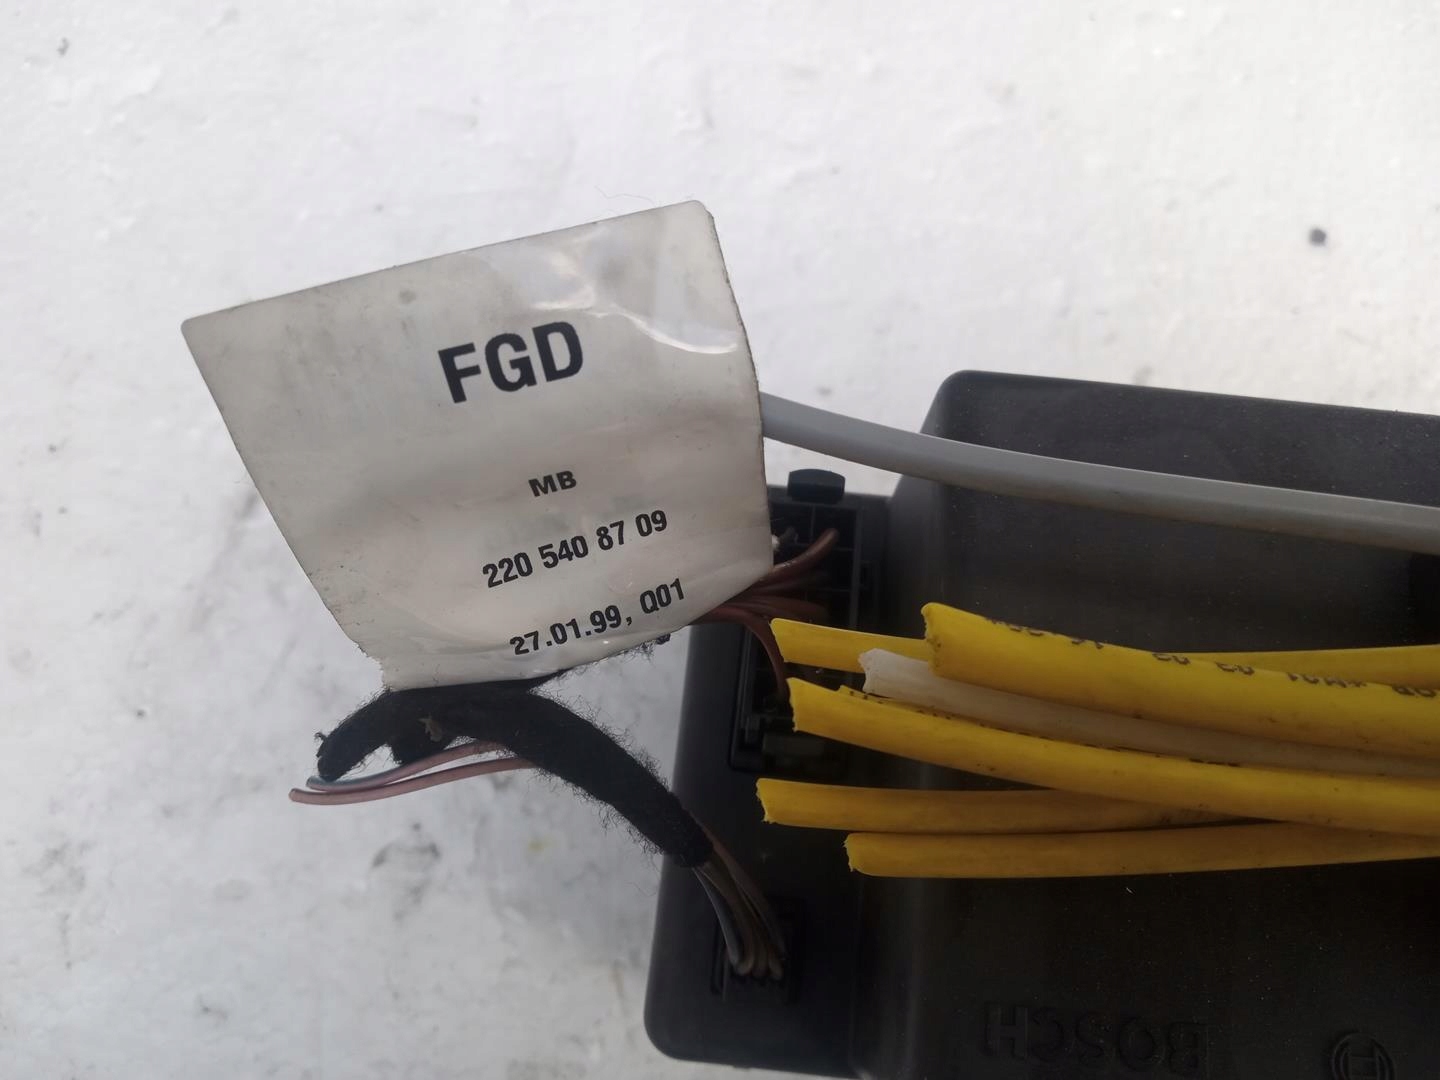 FGD
MB
220 540 87 09
27.01.99, Q01
BOSCH